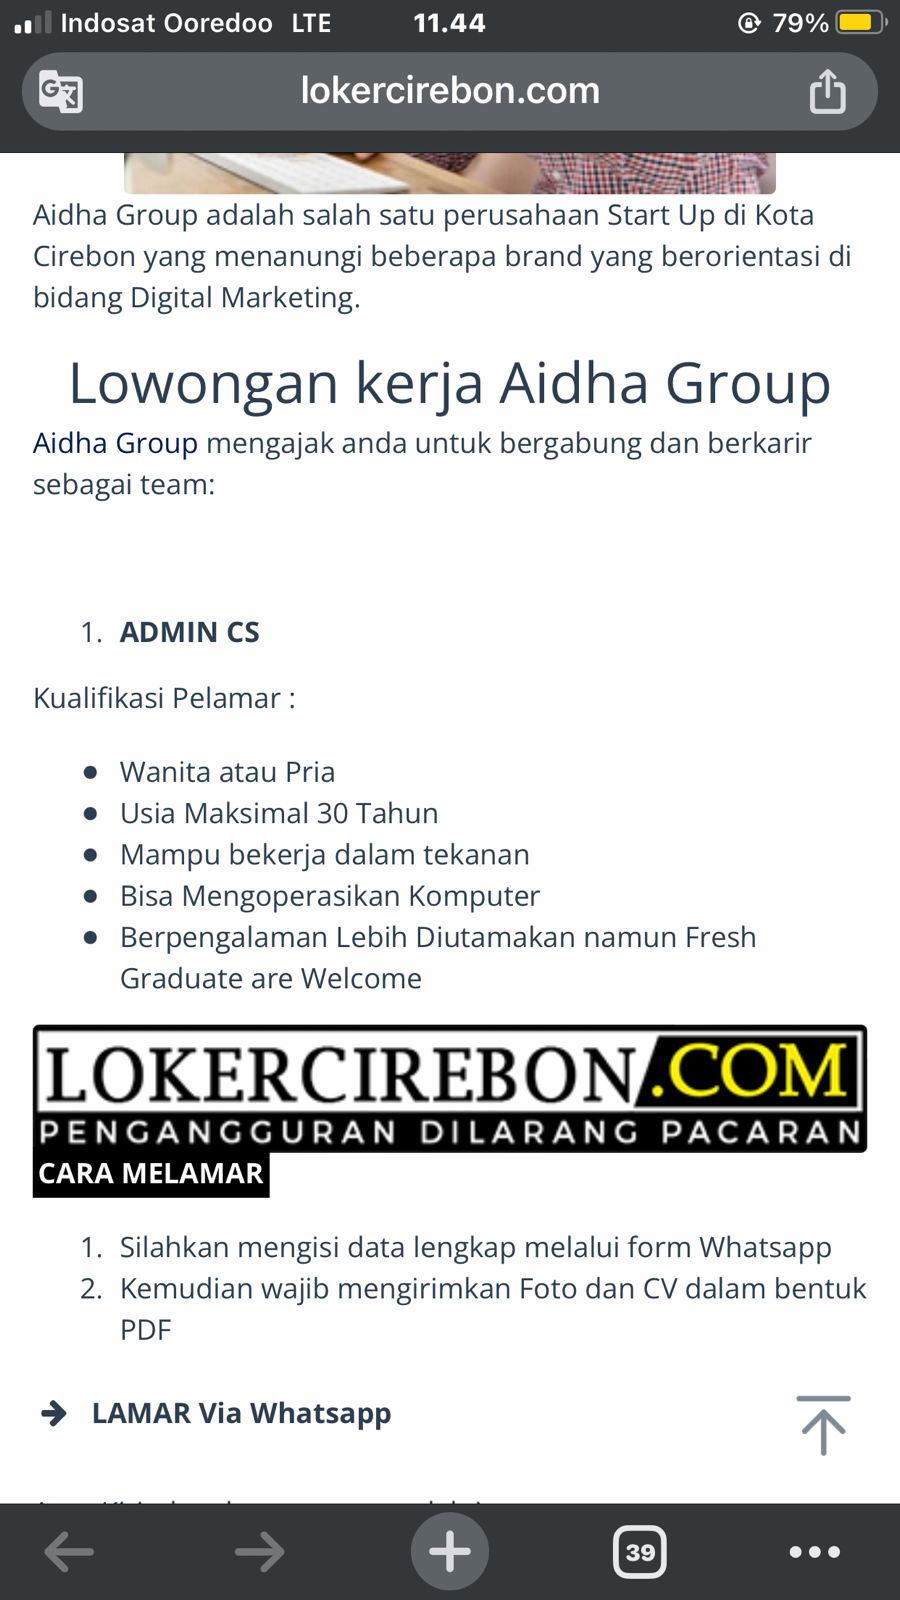 Indosat Ooredoo LTE 11.44 79%
lokercirebon.com
Aidha Group adalah salah satu perusahaan Start Up di Kota
Cirebon yang menanungi beberapa brand yang berorientasi di
bidang Digital Marketing.
Lowongan kerja Aidha Group
Aidha Group mengajak anda untuk bergabung dan berkarir
sebagai team:
1. ADMIN CS
Kualifikasi Pelamar :
● Wanita atau Pria
● Usia Maksimal 30 Tahun
● Mampu bekerja dalam tekanan
● Bisa Mengoperasikan Komputer
● Berpengalaman Lebih Diutamakan namun Fresh
Graduate are Welcome
LOKERCIREBON.COM
PENGANGGURAN DILARANG PACARAN
CARA MELAMAR
1. Silahkan mengisi data lengkap melalui form Whatsapp
2. Kemudian wajib mengirimkan Foto dan CV dalam bentuk
PDF
→ LAMAR Via Whatsapp
39